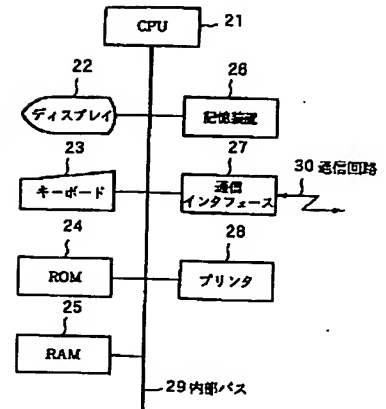 CPU
21
22
ディスプレイ
26
記憶装置
23
キーボード
27
通信
インタフェース
30 通信回路
24
ROM
28
プリンタ
25
RAM
29 内部バス